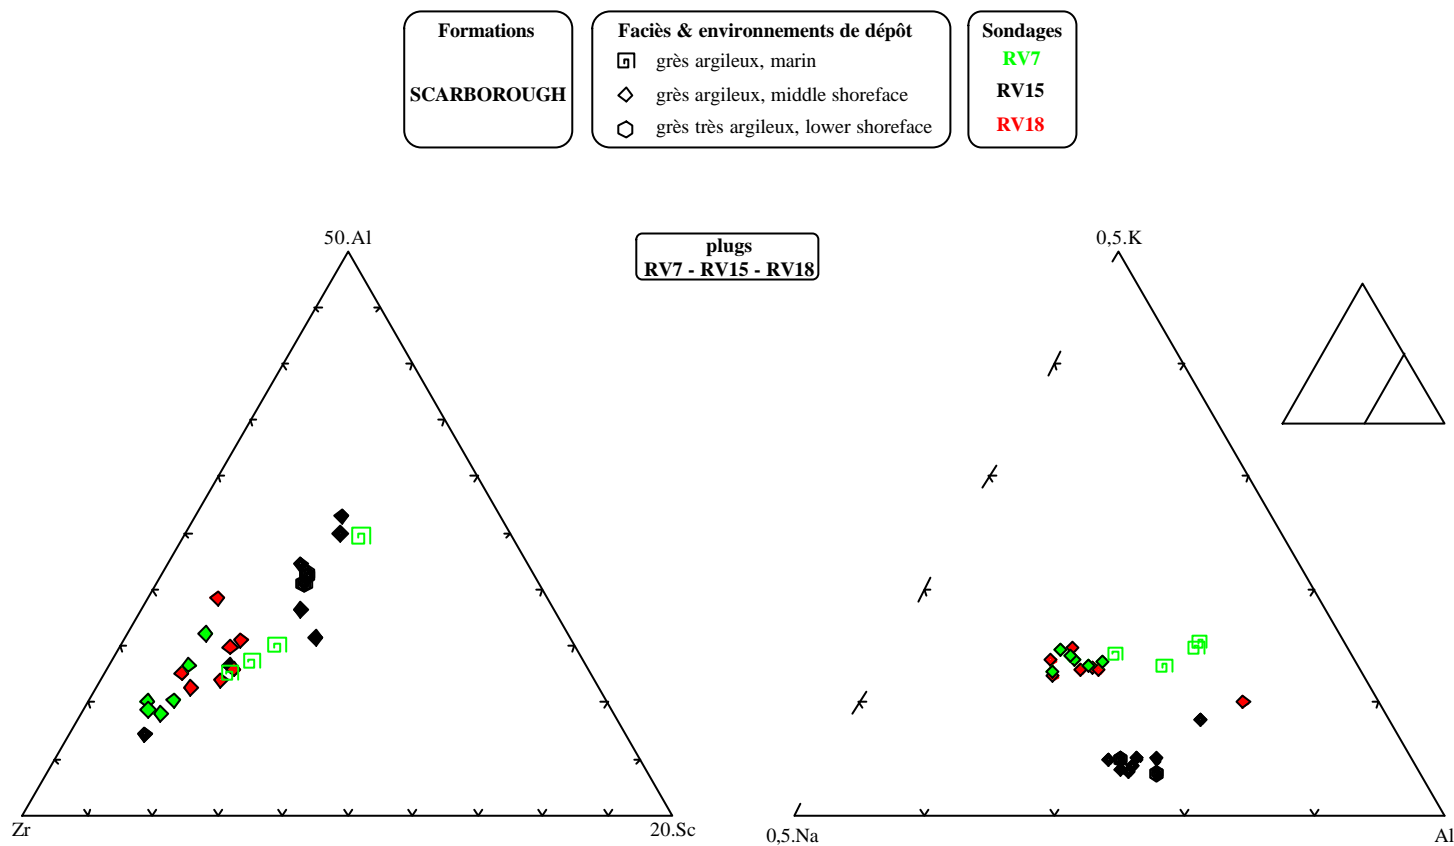 Formations
SCARBOROUGH
Faciès & environnements de dépôt
grès argileux, marin
grès argileux, middle shoreface
grès très argileux, lower shoreface
Sondages
RV7
RV15
RV18
plugs
RV7 - RV15 - RV18
50.Al
Zr
20.Sc
0,5.K
0,5.Na
Al